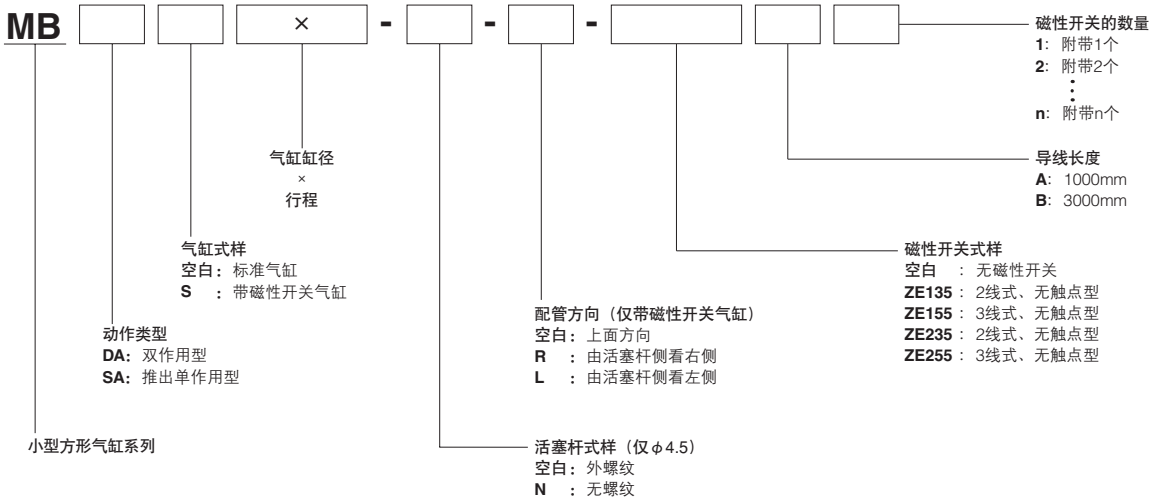 MB × - - -
磁性开关的数量
1: 附带1个
2: 附带2个
⋮
n: 附带n个
气缸缸径
×
行程
导线长度
A: 1000mm
B: 3000mm
气缸式样
空白: 标准气缸
S : 带磁性开关气缸
磁性开关式样
空白 : 无磁性开关
ZE135 : 2线式、无触点型
ZE155 : 3线式、无触点型
ZE235 : 2线式、无触点型
ZE255 : 3线式、无触点型
配管方向（仅带磁性开关气缸）
空白: 上面方向
R : 由活塞杆侧看右侧
L : 由活塞杆侧看左侧
动作类型
DA: 双作用型
SA: 推出单作用型
小型方形气缸系列
活塞杆式样（仅φ4.5）
空白: 外螺纹
N : 无螺纹